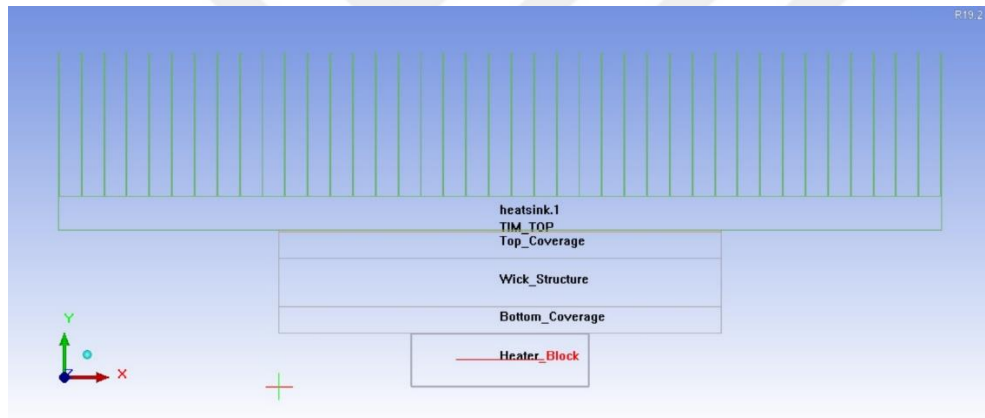 R19.2
heatsink.1
TIM_TOP
Top_Coverage
Wick_Structure
Bottom_Coverage
Heater_Block
Y
Z
X